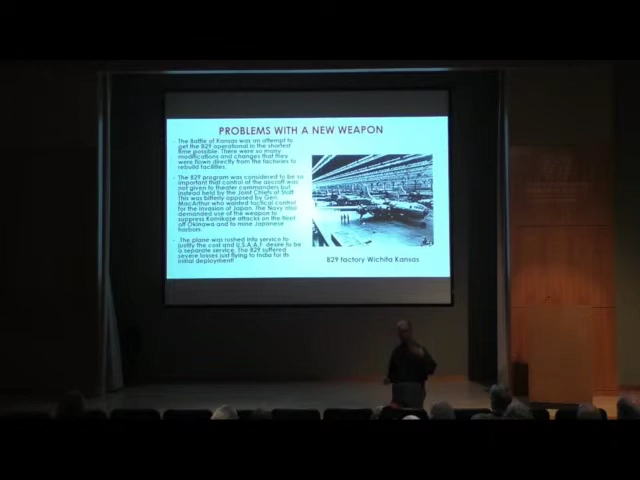 PROBLEMS WITH A NEW WEAPON
- The Battle of Kansas was an attempt to
get the B29 operational in the shortest
time possible. There were so many
modifications and changes that they
were flown directly from the factories to
rebuild facilities.
- The B29 program was considered to be so
important that control of the aircraft was
not given to theater commanders but
instead held by the Joint Chiefs of Staff.
This was bitterly opposed by Gen.
MacArthur who wanted tactical control
for the invasion of Japan. The Navy also
demanded use of the weapon to
suppress Kamikaze attacks on the fleet
off Okinawa and to mine Japanese
harbors.
- The plane was rushed into service to
justify the cost and U.S.A.A.F. desire to be
a separate service. The B29 suffered
severe losses just flying to India for its
initial deployment!
B29 factory Wichita Kansas